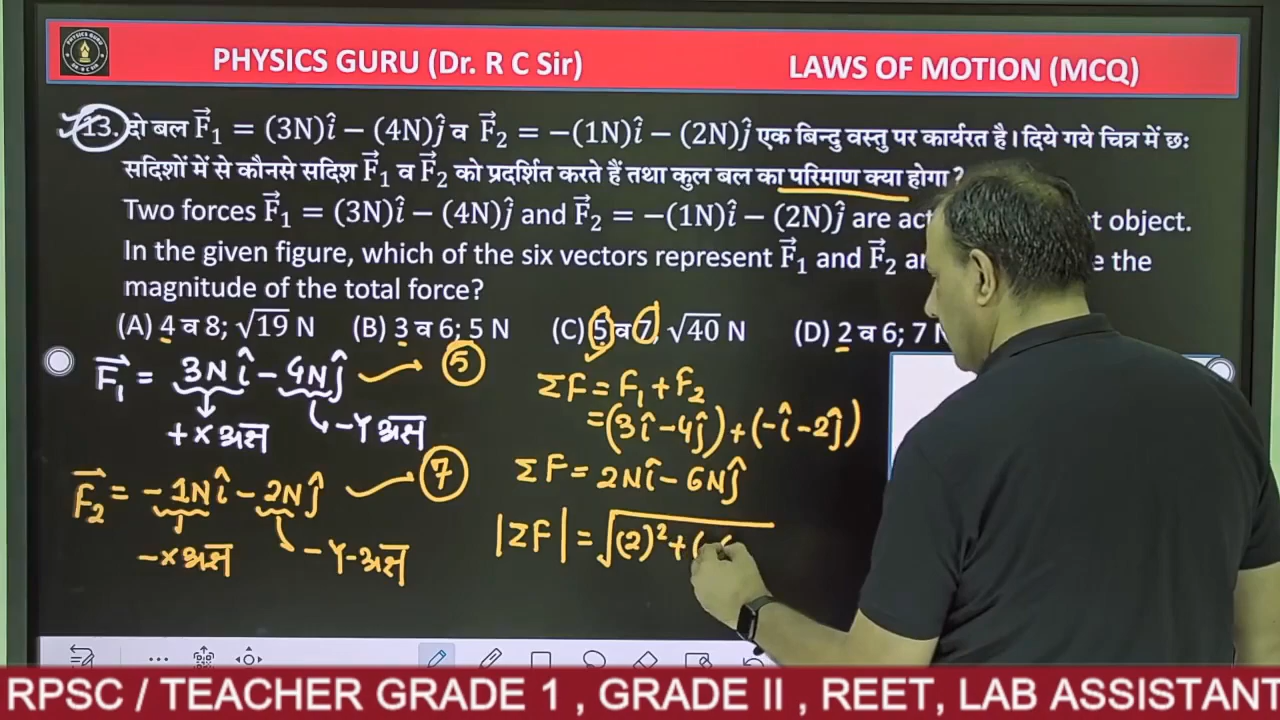 PHYSICS GURU (Dr. R C Sir)
LAWS OF MOTION (MCQ)
13. दो बल F⃗₁ = (3N)î − (4N)ĵ व F⃗₂ = −(1N)î − (2N)ĵ एक बिन्दु वस्तु पर कार्यरत है। दिये गये चित्र में छः
सदिशों में से कौनसे सदिश F⃗₁ व F⃗₂ को प्रदर्शित करते हैं तथा कुल बल का परिमाण क्या होगा ?
Two forces F⃗₁ = (3N)î − (4N)ĵ and F⃗₂ = −(1N)î − (2N)ĵ are object.
In the given figure, which of the six vectors represent F⃗₁ and F⃗₂ the
magnitude of the total force?
(A) 4 व 8; √19 N (B) 3 व 6; 5 N (C) 5 व 7, √40 N (D) 2 व 6; 7
F⃗₁ = 3N î − 4N ĵ 5
+X अक्ष −Y अक्ष
F⃗₂ = −1N î − 2N ĵ 7
−X अक्ष −Y-अक्ष
ΣF = F₁ + F₂
= (3î − 4ĵ) + (−î − 2ĵ)
ΣF = 2Nî − 6Nĵ
|ΣF| = √(2)² + (
RPSC / TEACHER GRADE 1 , GRADE II , REET, LAB ASSISTANT